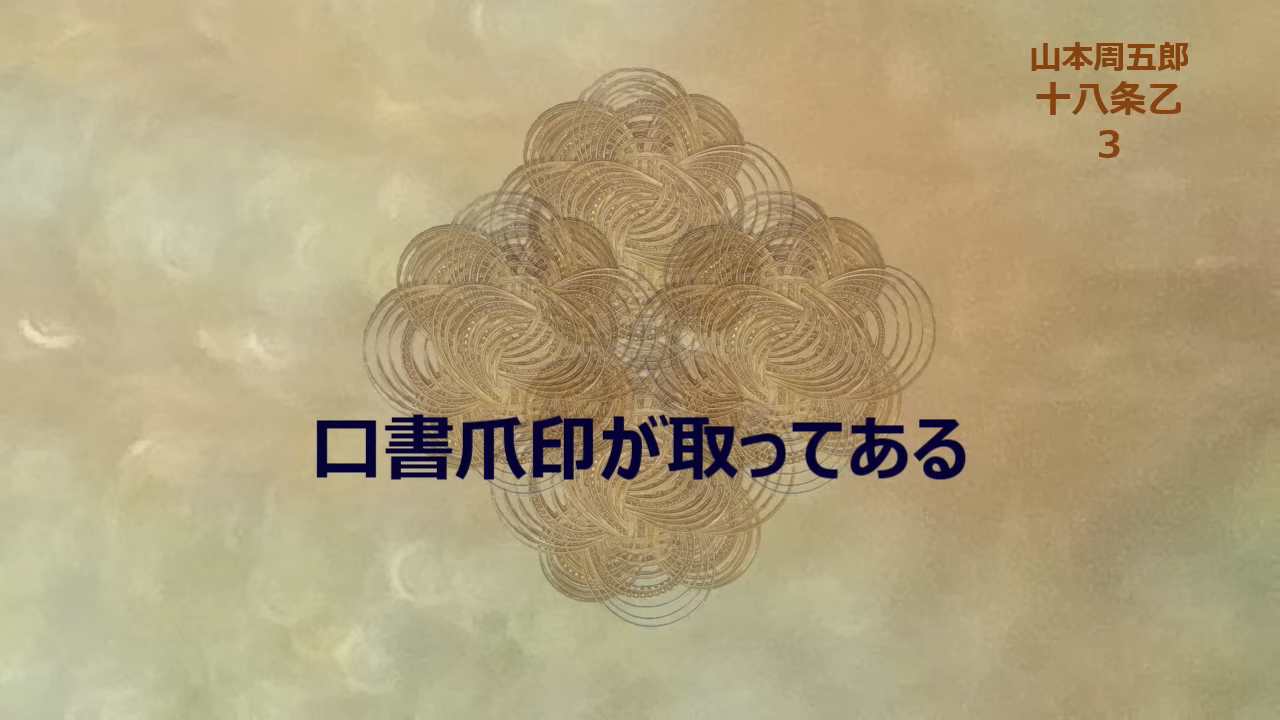 山本周五郎
十八条乙
3
口書爪印が取ってある